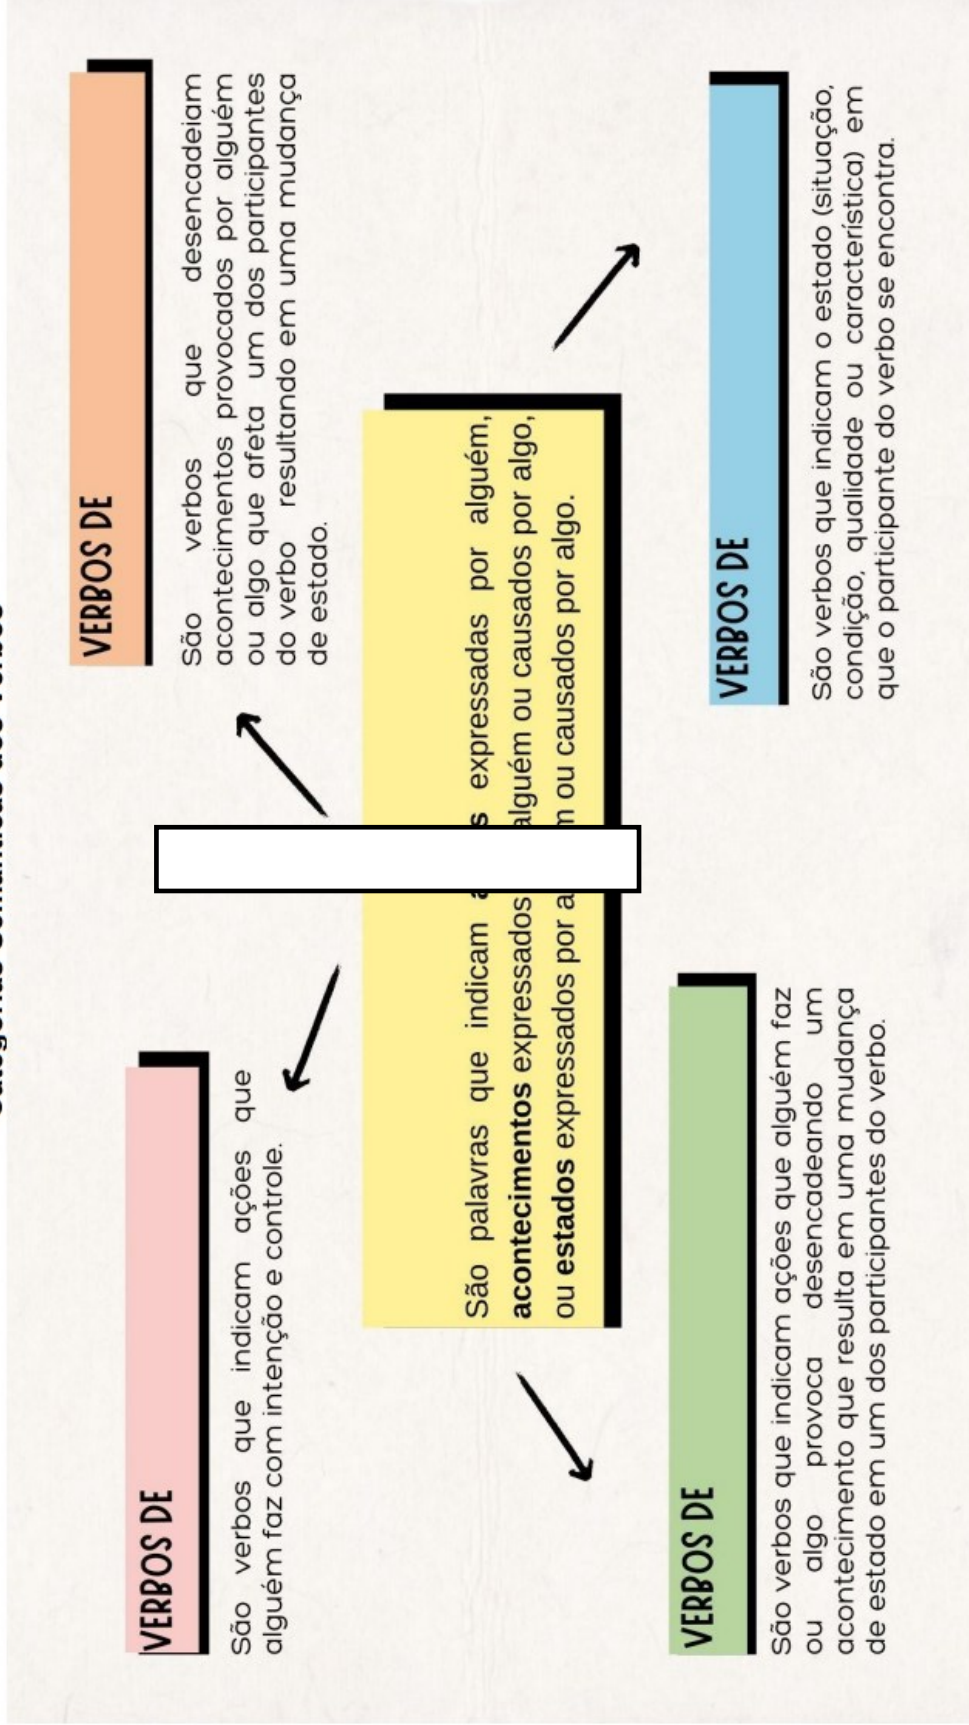 VERBOS DE
São verbos que indicam ações que
alguém faz com intenção e controle.
VERBOS DE
São verbos que desencadeiam
acontecimentos provocados por alguém
ou algo que afeta um dos participantes
do verbo resultando em uma mudança
de estado.
São palavras que indicam expressadas por alguém,
acontecimentos expressados alguém ou causados por algo,
ou estados expressados por ou causados por algo.
VERBOS DE
São verbos que indicam ações que alguém faz
ou algo provoca desencadeando um
acontecimento que resulta em uma mudança
de estado em um dos participantes do verbo.
VERBOS DE
São verbos que indicam o estado (situação,
condição, qualidade ou característica) em
que o participante do verbo se encontra.